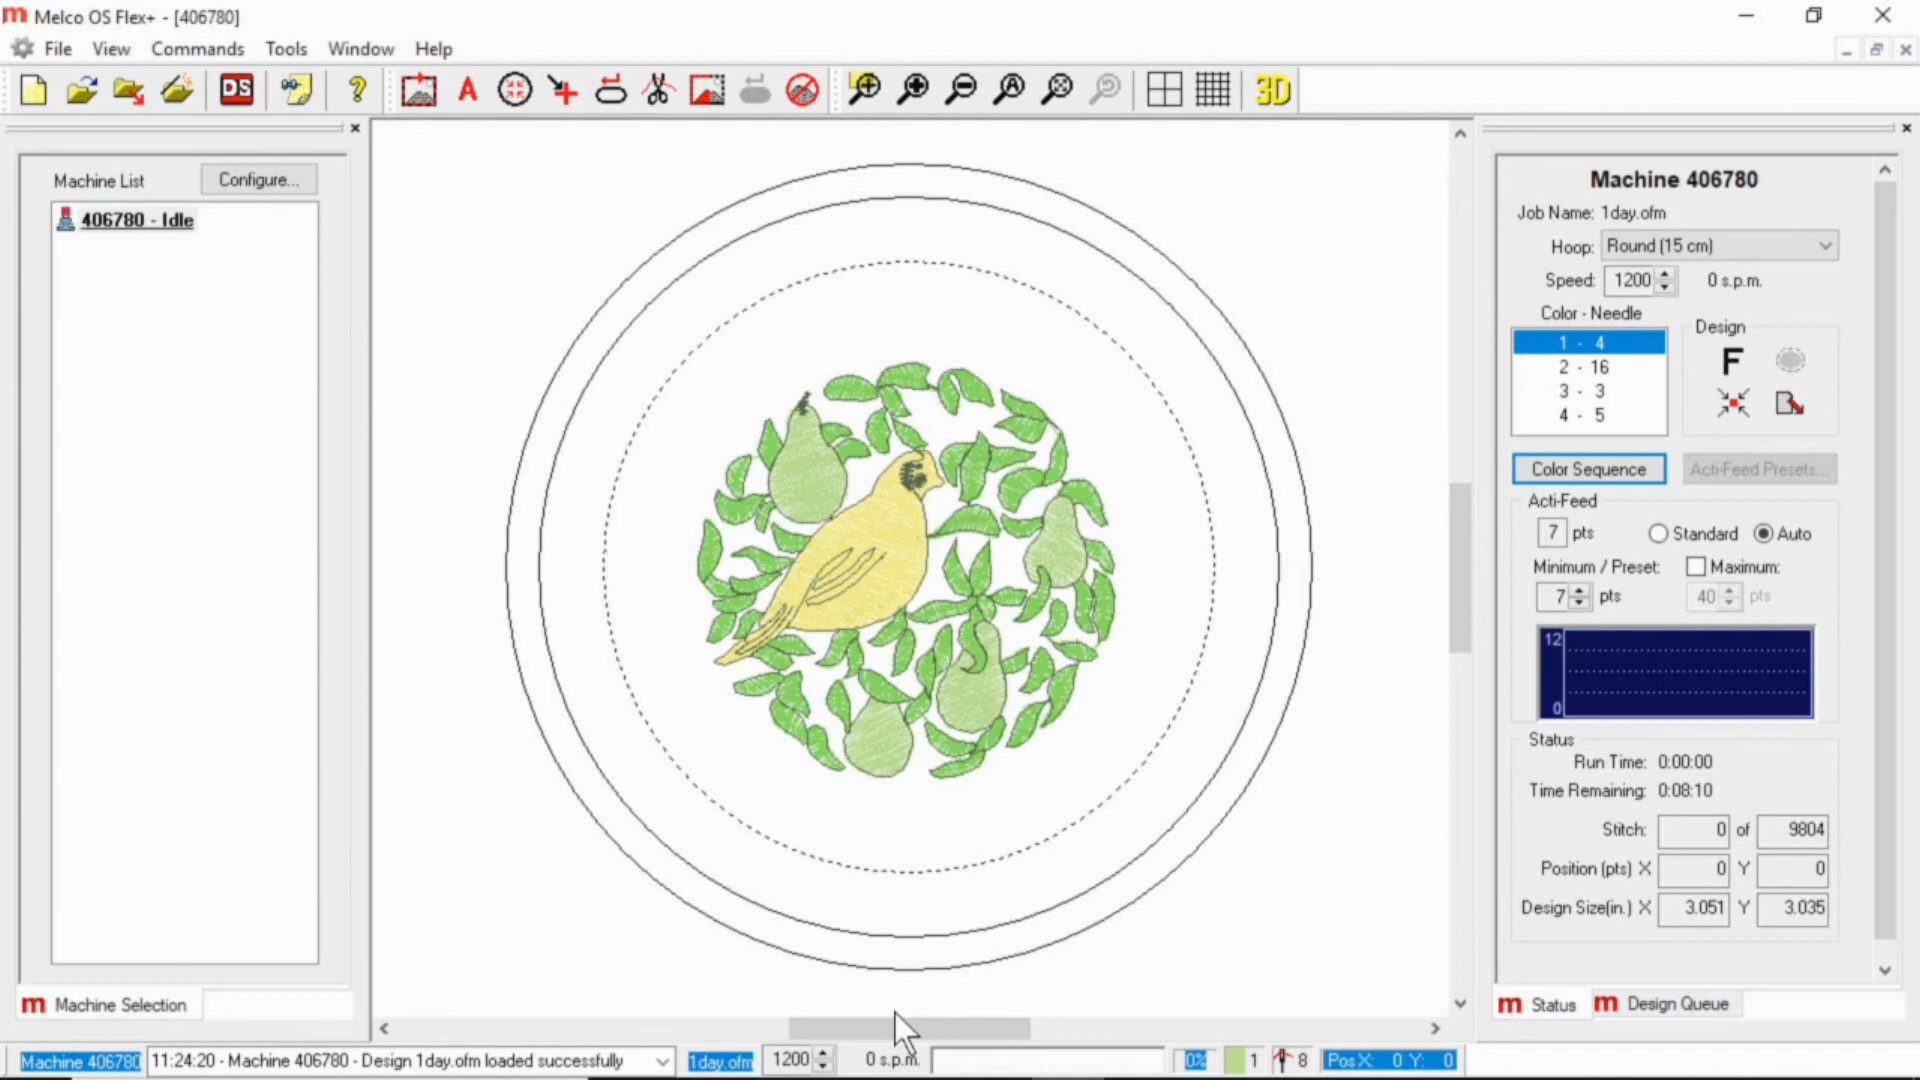 Melco OS Flex+ - [406780]
File View Commands Tools Window Help
DS ? A A 3D
Machine List Configure...
406780 - Idle
Machine Selection
Machine 406780
Job Name: 1day.ofm
Hoop: Round (15 cm)
Speed: 1200 0 s.p.m.
Color - Needle
1 - 4
2 - 16
3 - 3
4 - 5
Design
F
Color Sequence Acti-Feed Presets...
Acti-Feed
7 pts Standard Auto
Minimum / Preset: Maximum:
7 pts 40 pts
12
0
Status
Run Time: 0:00:00
Time Remaining: 0:08:10
Stitch: 0 of 9804
Position (pts) X 0 Y 0
Design Size(in.) X 3.051 Y 3.035
m Status m Design Queue
Machine 406780 11:24:20 - Machine 406780 - Design 1day.ofm loaded successfully 1day.ofm 1200 0 s.p.m. 0% 1 8 Pos X: 0 Y: 0